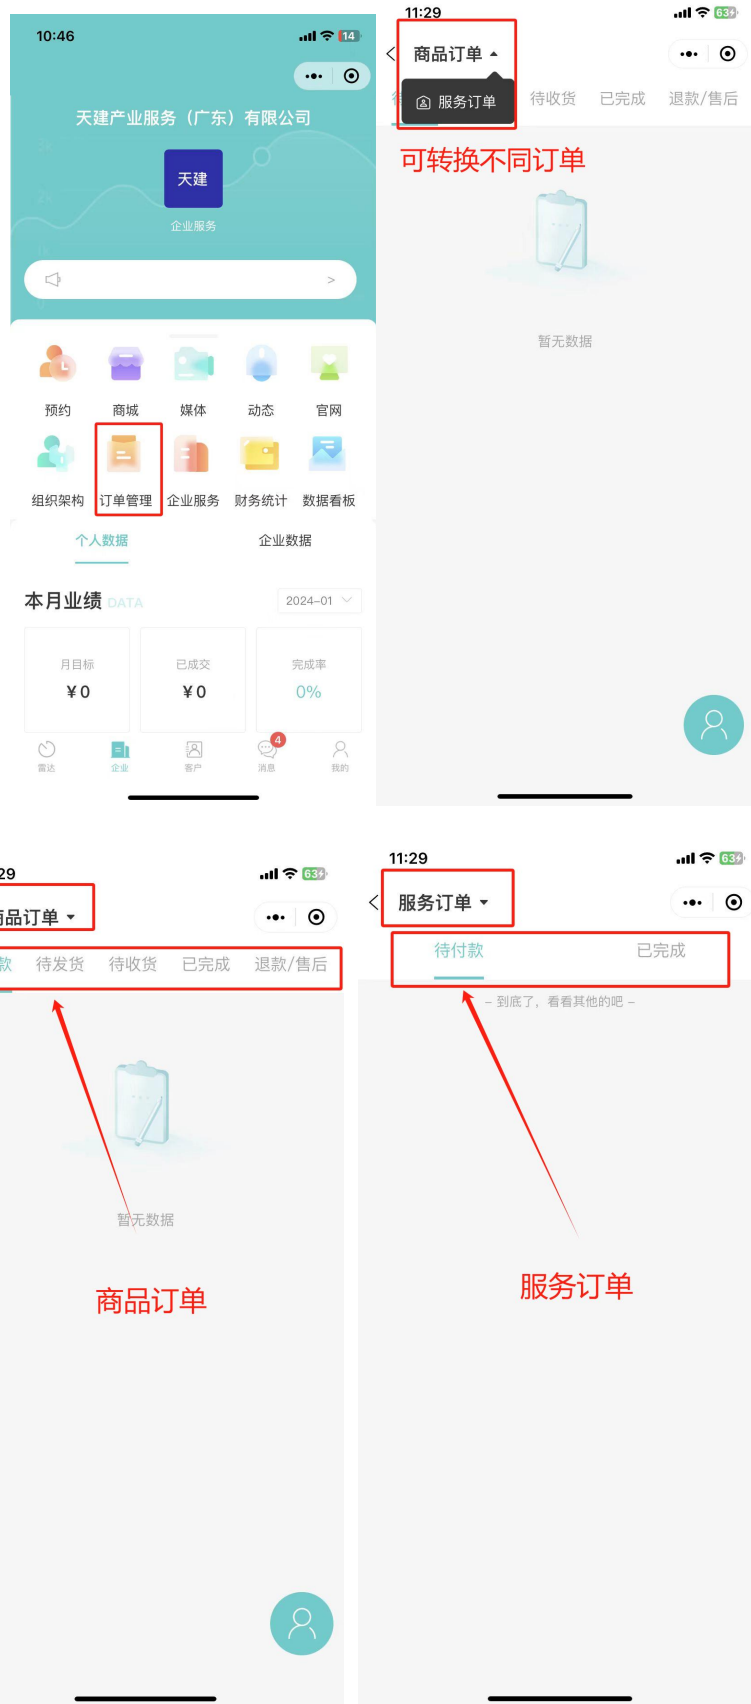 10:46
14
天建产业服务（广东）有限公司
天建
企业服务
>
预约
商城
媒体
动态
官网
组织架构
订单管理
企业服务
财务统计
数据看板
个人数据
企业数据
本月业绩 DATA
2024-01
月目标
已成交
完成率
¥0
¥0
0%
4
雷达
企业
客户
消息
我的
11:29
63
商品订单
服务订单
待收货
已完成
退款/售后
可转换不同订单
暂无数据
29
63
品订单
款
待发货
待收货
已完成
退款/售后
暂无数据
商品订单
11:29
63
服务订单
待付款
已完成
– 到底了，看看其他的吧 –
服务订单